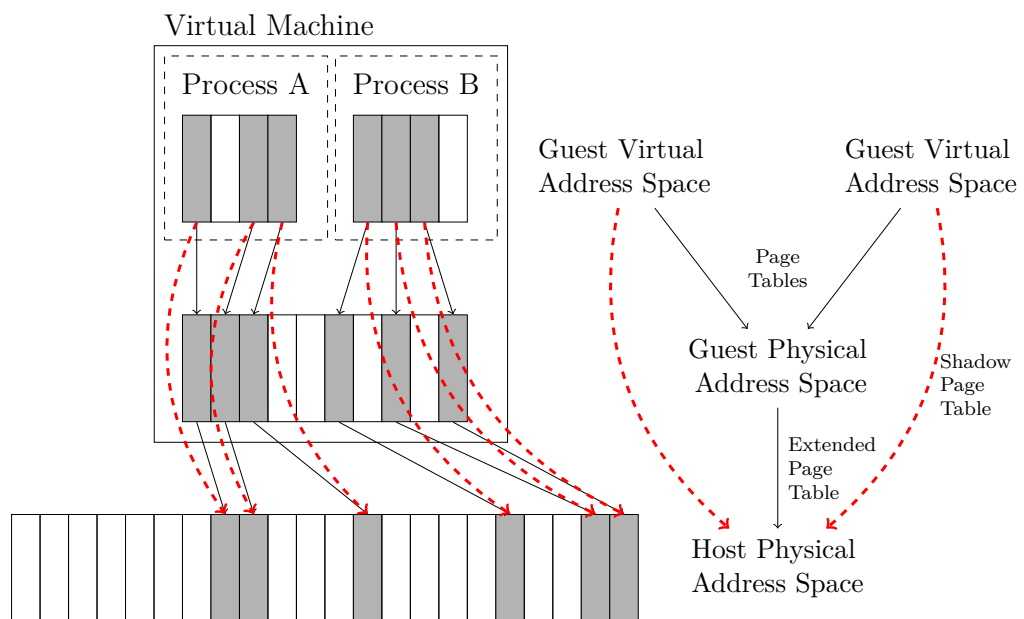 Virtual Machine
Process A
Process B
Guest Virtual
Address Space
Guest Virtual
Address Space
Page
Tables
Guest Physical
Address Space
Shadow
Page
Table
Extended
Page
Table
Host Physical
Address Space